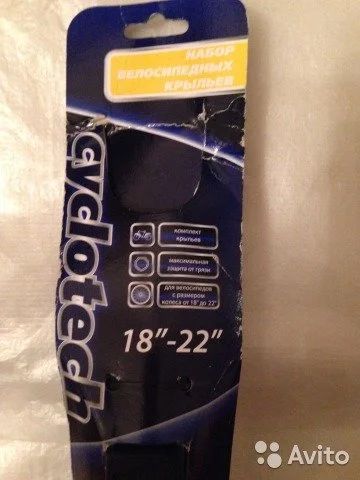 НАБОР
ВЕЛОСИПЕДНЫХ
КРЫЛЬЕВ
cyclotech
комплект
крыльев
максимальная
защита от грязи
для велосипедов
с размером
колеса от 18" до 22"
18"-22"
Avito